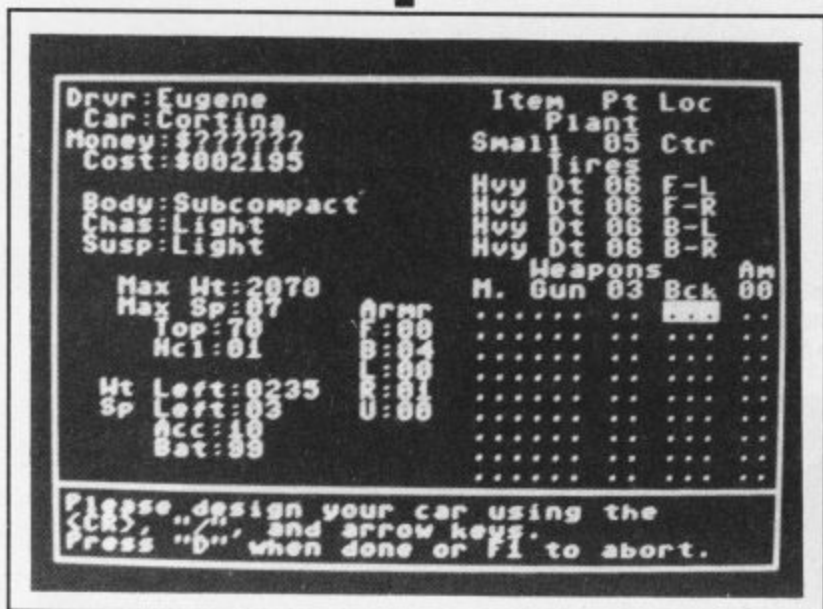 Drvr:Eugene
Car:Cortina
Money:$??????
Cost:$002195
Body:Subcompact
Chas:Light
Susp:Light
Max Wt:2070
Max Sp:07
Top:70
Hcl:01
Wt Left:0235
Sp Left:03
Acc:10
Bat:99
Armr
F:00
B:04
L:00
R:01
U:00
Item Pt Loc
Plant
Small 05 Ctr
Tires
Hvy Dt 06 F-L
Hvy Dt 06 F-R
Hvy Dt 06 B-L
Hvy Dt 06 B-R
Weapons Am
M. Gun 03 Bck 00
...... .. ... ..
...... .. ... ..
...... .. ... ..
...... .. ... ..
...... .. ... ..
...... .. ... ..
...... .. ... ..
...... .. ... ..
...... .. ... ..
Please design your car using the
<CR>, "/", and arrow keys.
Press "D" when done or F1 to abort.